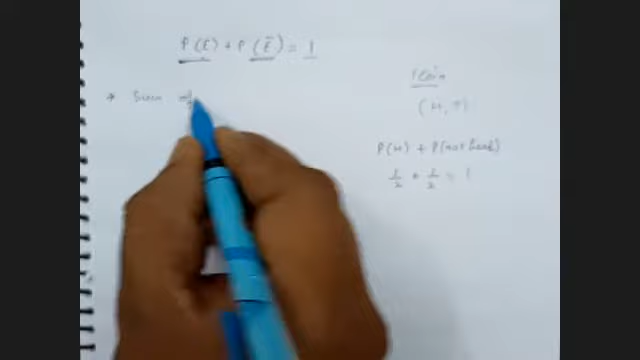 P(E) + P(Ē) = 1
→ Sum of
1 Coin
(H, T)
P(H) + P(not head)
1/2 + 1/2 = 1